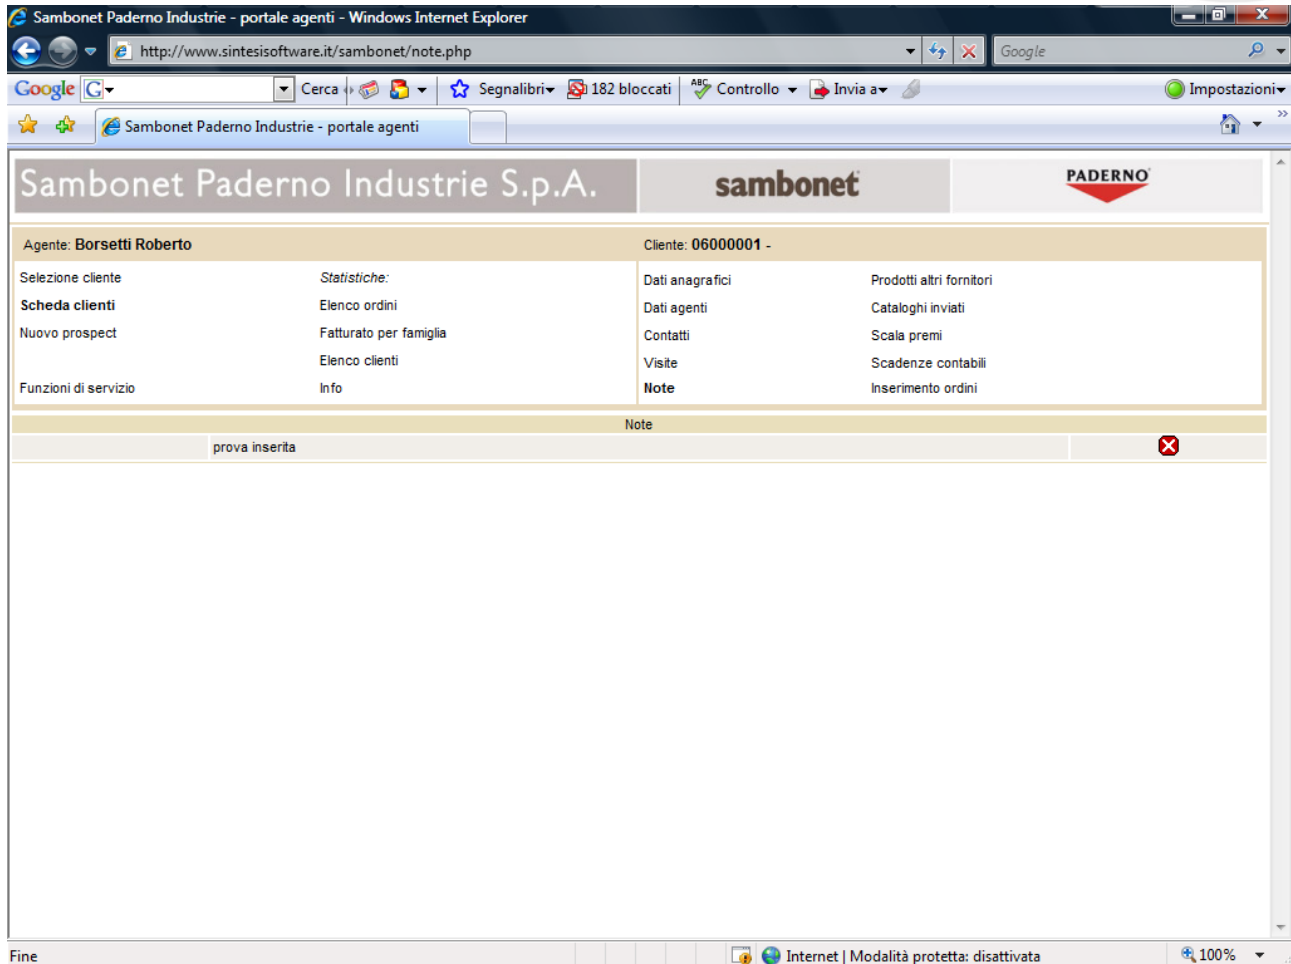 Sambonet Paderno Industrie - portale agenti - Windows Internet Explorer
http://www.sintesisoftware.it/sambonet/note.php Google
Google G Cerca Segnalibri 182 bloccati ABC Controllo Invia a Impostazioni
Sambonet Paderno Industrie - portale agenti
Sambonet Paderno Industrie S.p.A. sambonet PADERNO
Agente: Borsetti Roberto Cliente: 06000001 -
Selezione cliente Statistiche: Dati anagrafici Prodotti altri fornitori
Scheda clienti Elenco ordini Dati agenti Cataloghi inviati
Nuovo prospect Fatturato per famiglia Contatti Scala premi
Elenco clienti Visite Scadenze contabili
Funzioni di servizio Info Note Inserimento ordini
Note
prova inserita
Fine Internet | Modalità protetta: disattivata 100%